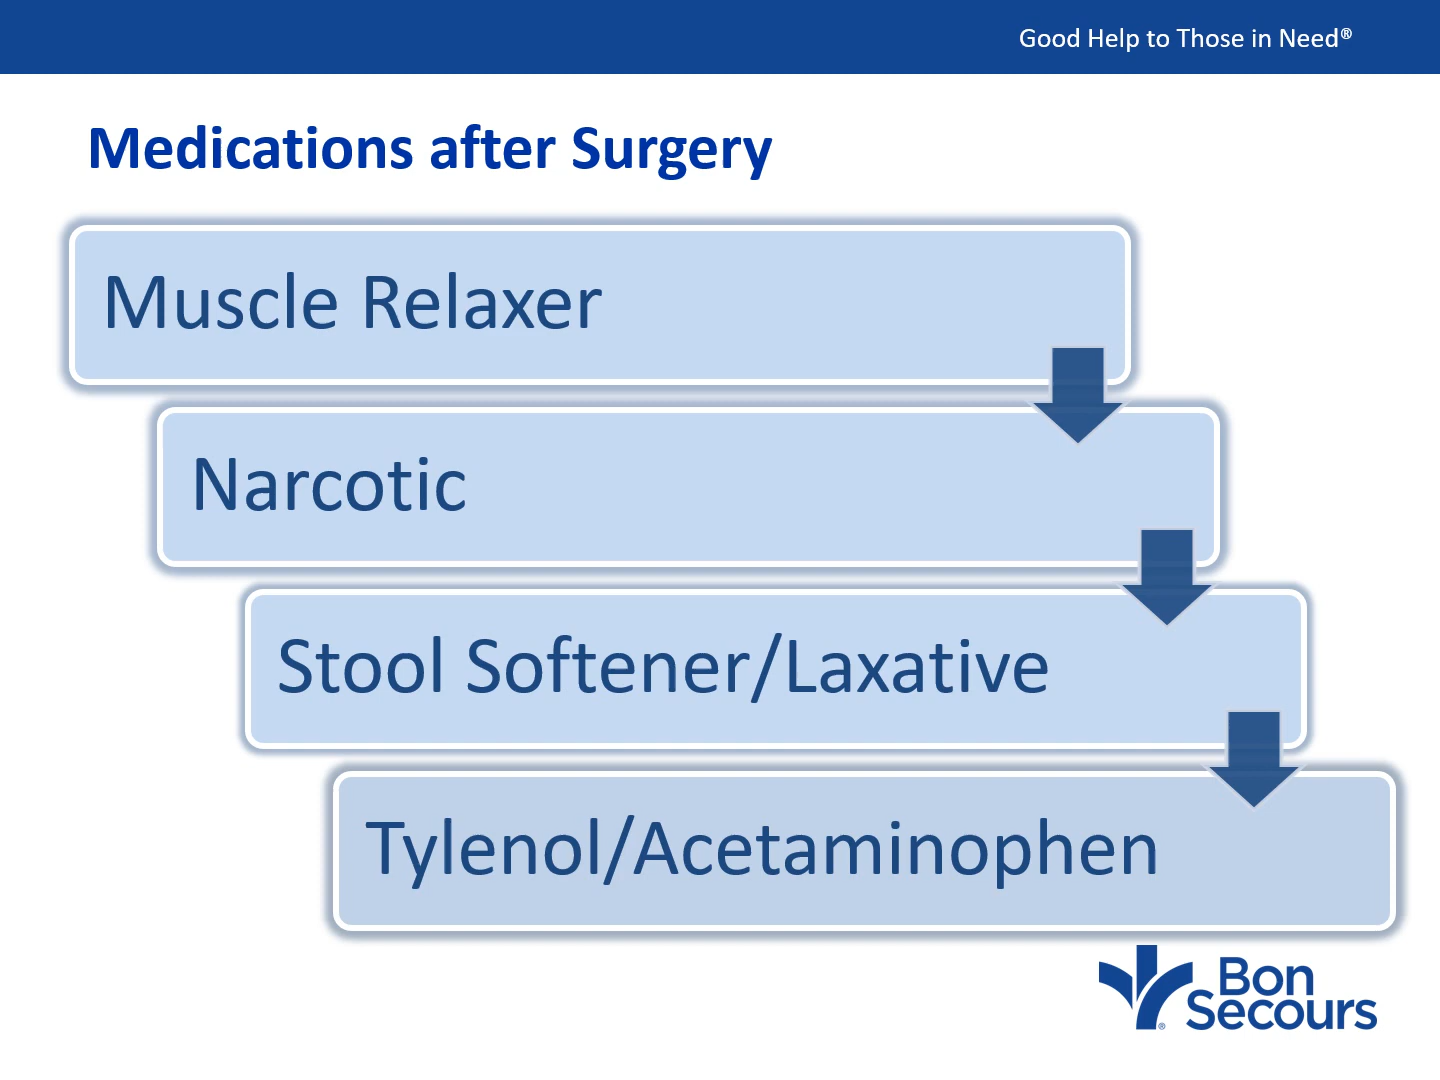 Good Help to Those in Need®
Medications after Surgery
Muscle Relaxer
Narcotic
Stool Softener/Laxative
Tylenol/Acetaminophen
Bon
Secours
®